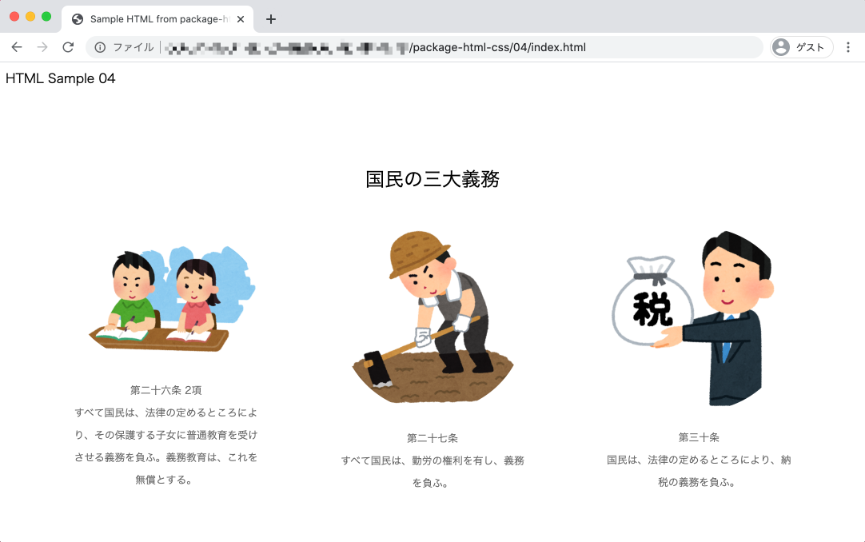 Sample HTML from package-h
ファイル
/package-html-css/04/index.html
ゲスト
HTML Sample 04
国民の三大義務
税
第二十六条 2項
すべて国民は、法律の定めるところによ
り、その保護する子女に普通教育を受け
させる義務を負ふ。義務教育は、これを
無償とする。
第二十七条
すべて国民は、勤労の権利を有し、義務
を負ふ。
第三十条
国民は、法律の定めるところにより、納
税の義務を負ふ。